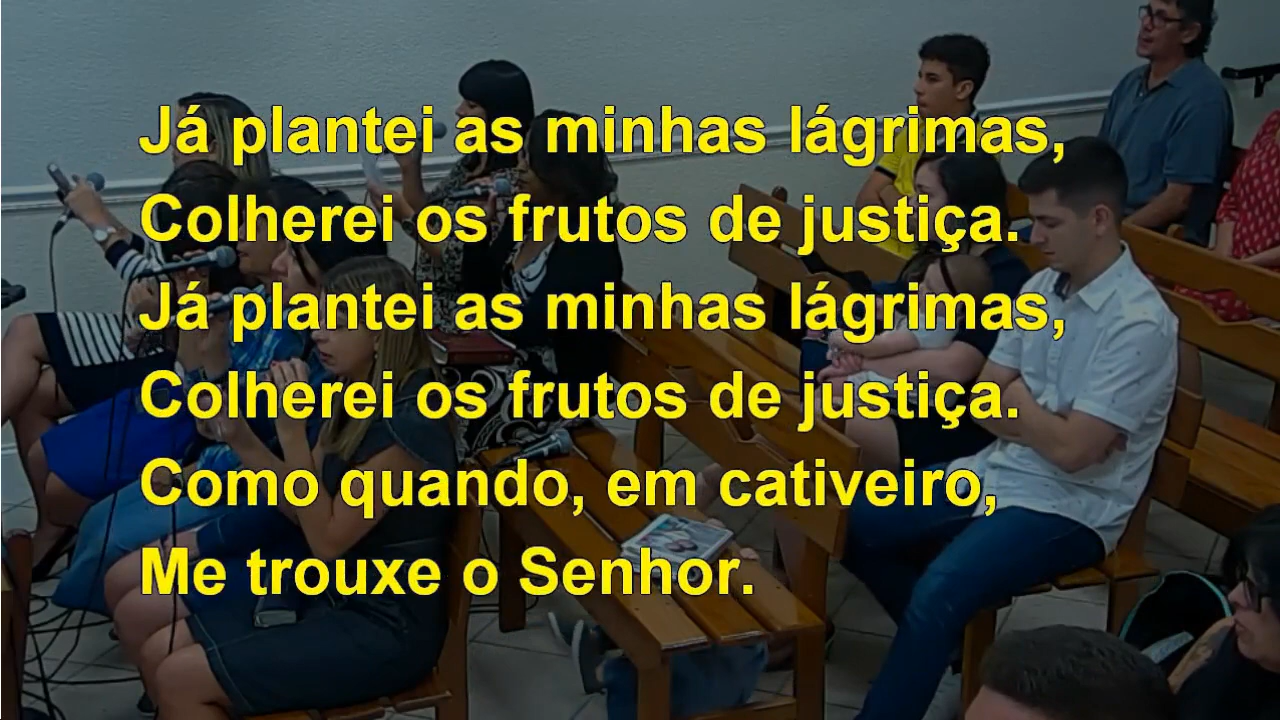 Já plantei as minhas lágrimas,
Colherei os frutos de justiça.
Já plantei as minhas lágrimas,
Colherei os frutos de justiça.
Como quando, em cativeiro,
Me trouxe o Senhor.